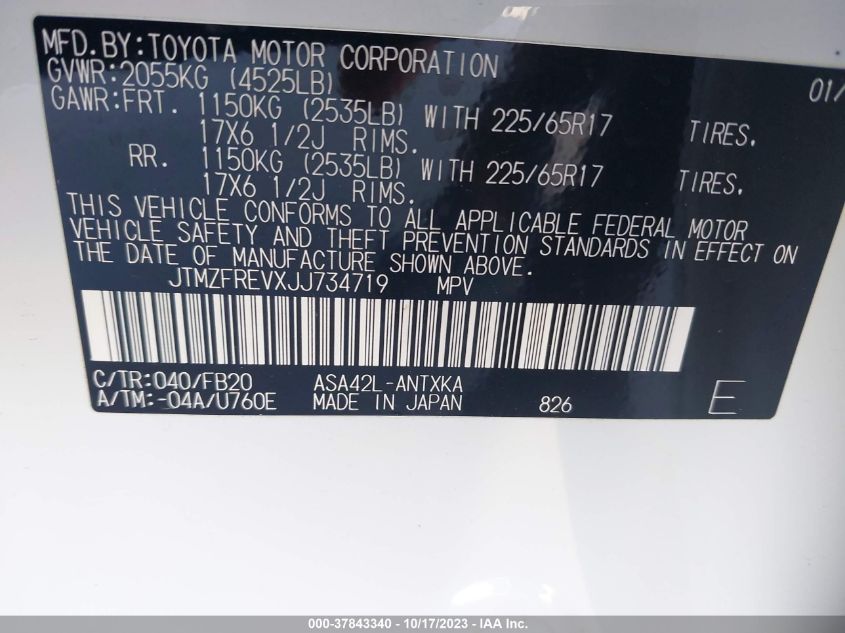 MFD.BY:TOYOTA MOTOR CORPORATION 01/
GVWR:2055KG (4525LB)
GAWR:FRT. 1150KG (2535LB) WITH 225/65R17 TIRES,
17X6 1/2J RIMS.
RR. 1150KG (2535LB) WITH 225/65R17 TIRES,
17X6 1/2J RIMS.
THIS VEHICLE CONFORMS TO ALL APPLICABLE FEDERAL MOTOR
VEHICLE SAFETY AND THEFT PREVENTION STANDARDS IN EFFECT ON
THE DATE OF MANUFACTURE SHOWN ABOVE.
JTMZFREVXJJ734719 MPV
C/TR:040/FB20 ASA42L-ANTXKA
A/TM:-04A/U760E MADE IN JAPAN 826 E
000-37843340 - 10/17/2023 - IAA Inc.